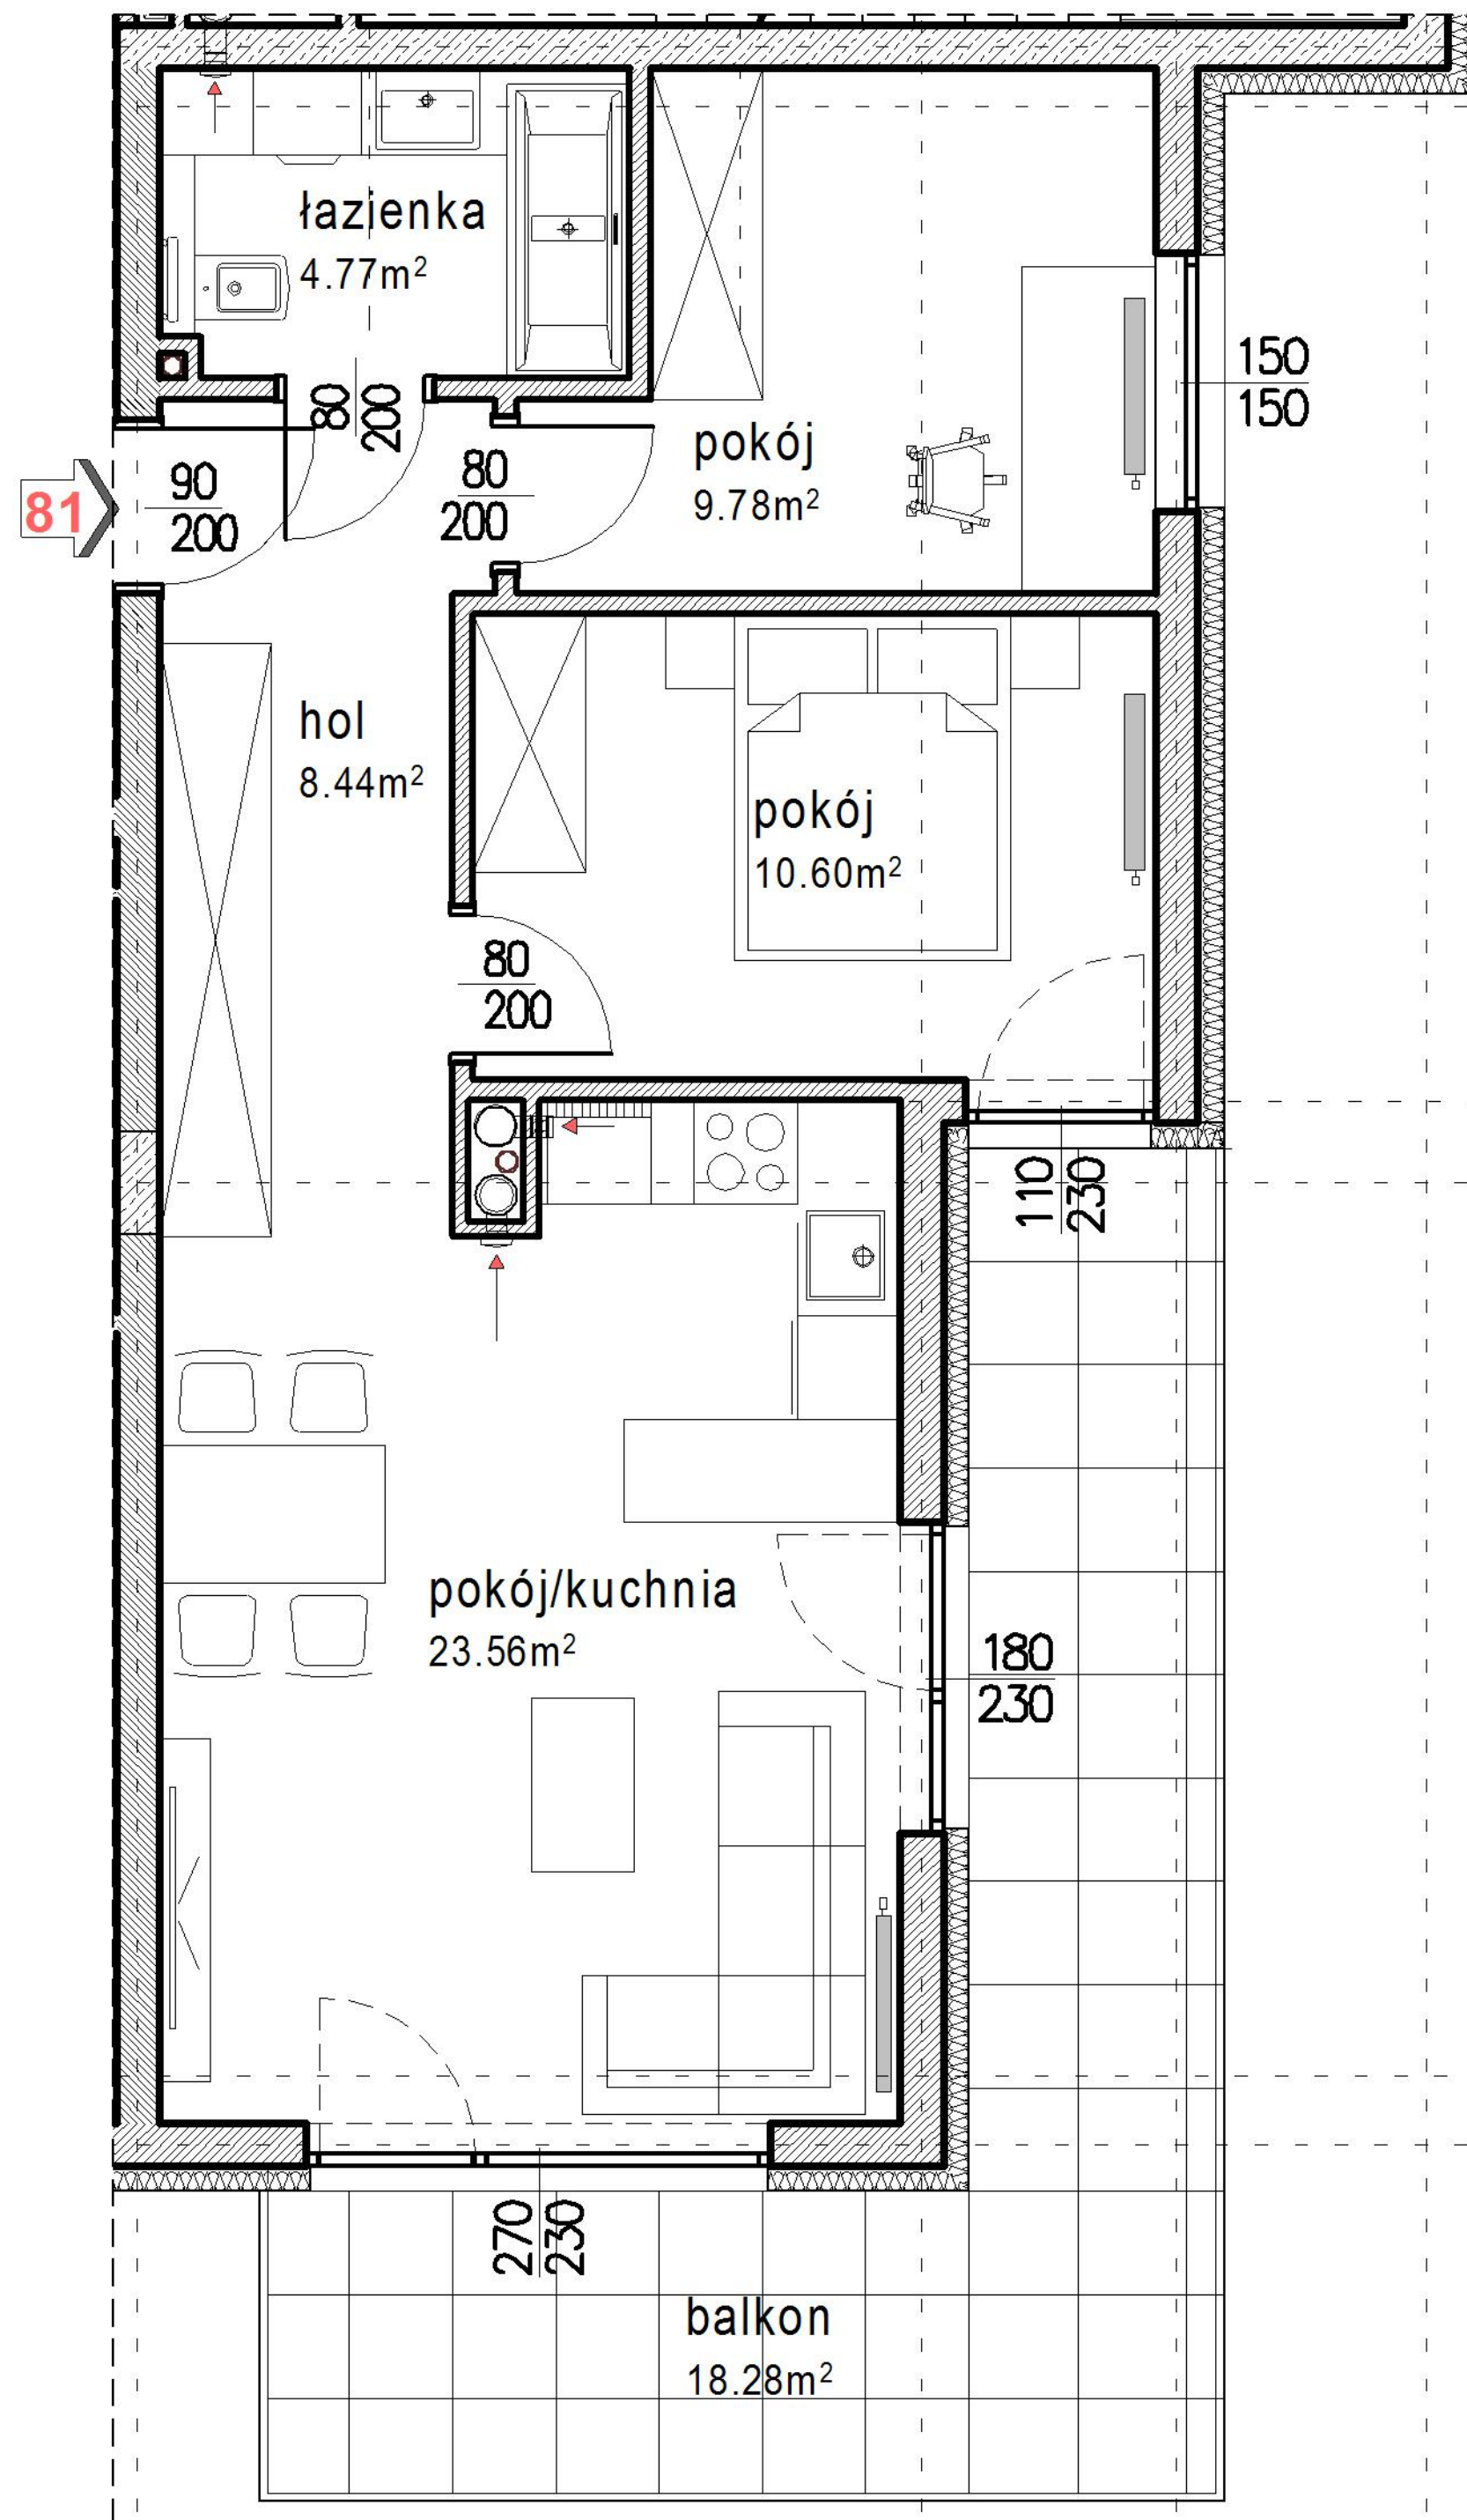 łazienka
4.77m²
80
200
150
150
81
90
200
80
200
pokój
9.78m²
hol
8.44m²
pokój
10.60m²
80
200
110
230
pokój/kuchnia
23.56m²
180
230
270
230
balkon
18.28m²